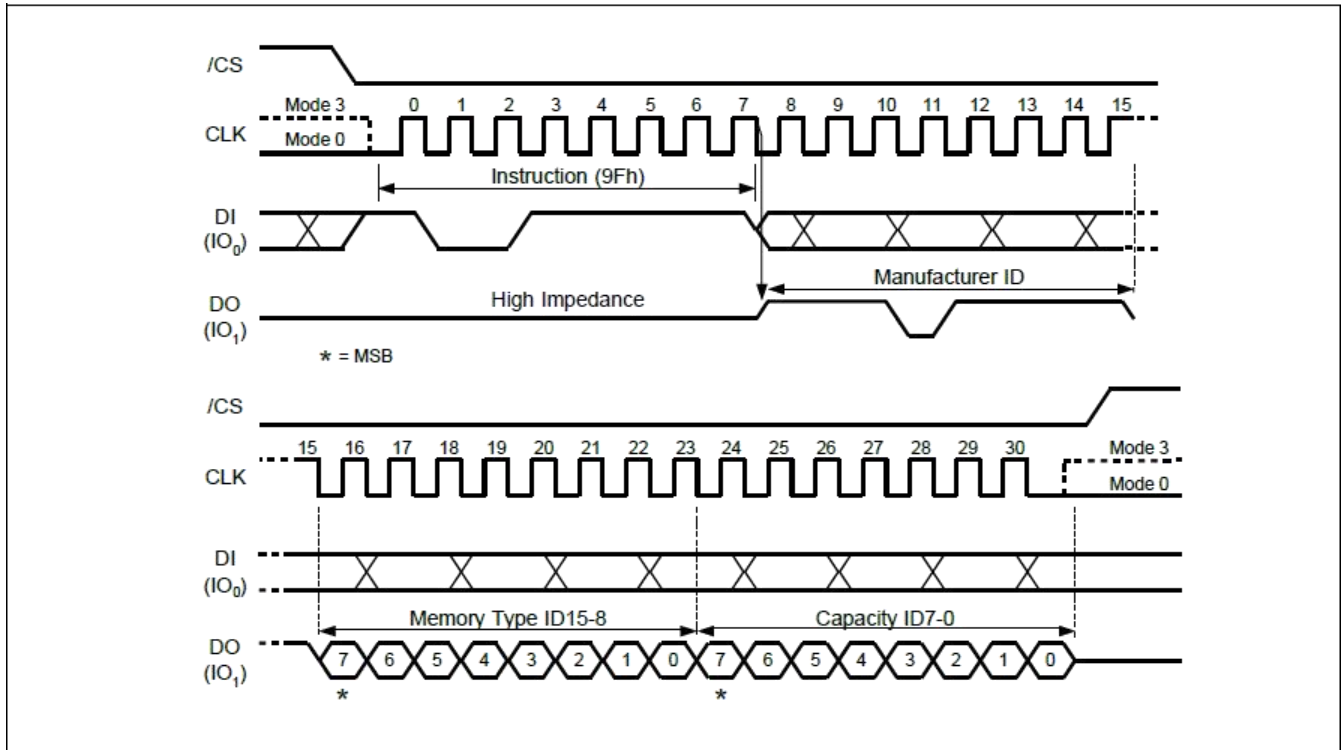 /CS
Mode 3
0 1 2 3 4 5 6 7 8 9 10 11 12 13 14 15
CLK
Mode 0
Instruction (9Fh)
DI
(IO0)
Manufacturer ID
High Impedance
DO
(IO1)
* = MSB
/CS
15 16 17 18 19 20 21 22 23 24 25 26 27 28 29 30
Mode 3
CLK
Mode 0
DI
(IO0)
Memory Type ID15-8
Capacity ID7-0
DO
(IO1)
7 6 5 4 3 2 1 0 7 6 5 4 3 2 1 0
* *